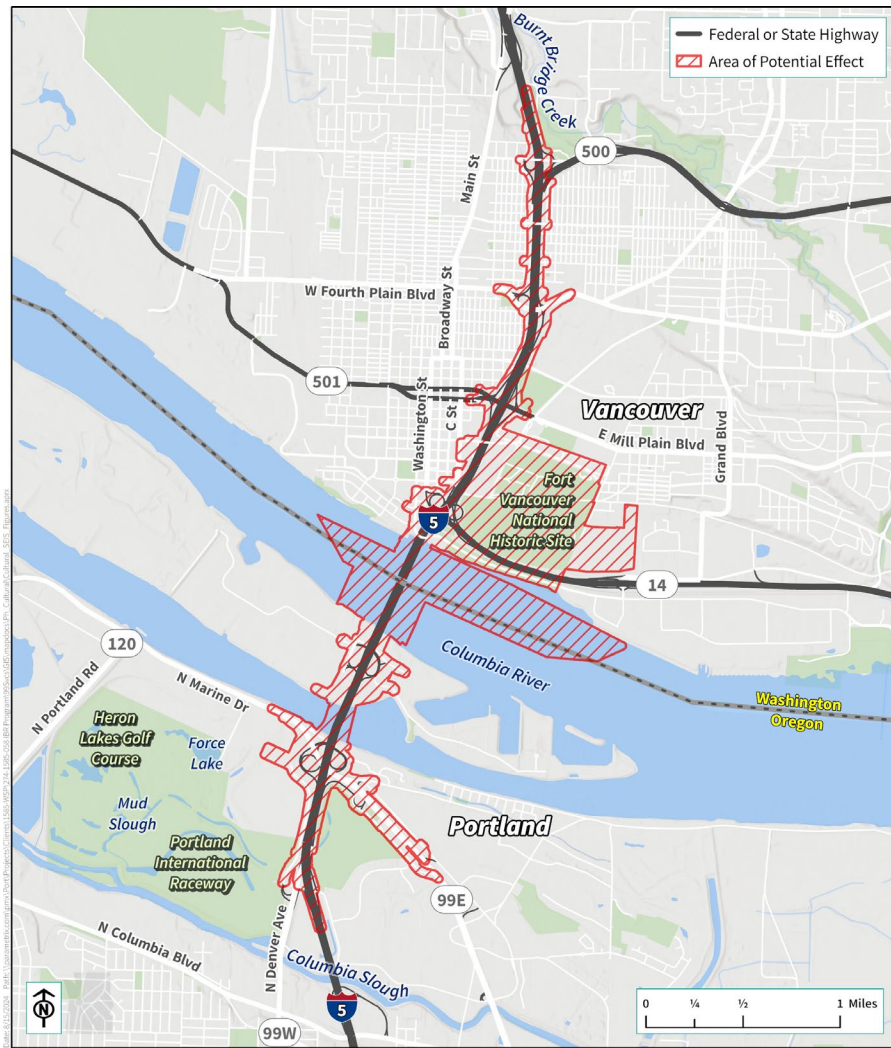 Federal or State Highway
Area of Potential Effect
Burnt Bridge Creek
500
Main St
W Fourth Plain Blvd
Broadway St
501
Washington St
C St
Vancouver
E Mill Plain Blvd
Grand Blvd
Fort
Vancouver
National
Historic Site
5
14
120
Columbia River
N Portland Rd
N Marine Dr
Washington
Oregon
Heron
Lakes Golf
Course
Force
Lake
Mud
Slough
Portland
Portland
International
Raceway
99E
N Denver Ave
N Columbia Blvd
Columbia Slough
N
5
99W
0 ¼ ½ 1 Miles